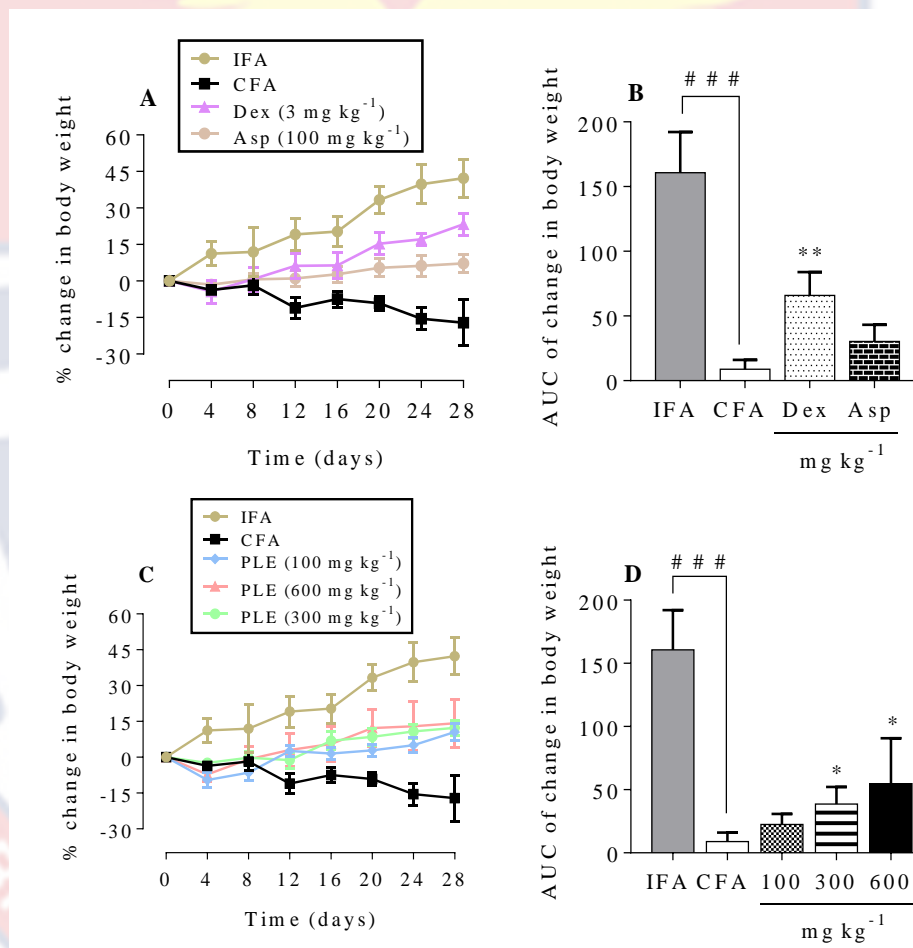 IFA
CFA
Dex (3 mg kg⁻¹)
Asp (100 mg kg⁻¹)
A
% change in body weight
60
45
30
15
0
-15
-30
0 4 8 12 16 20 24 28
Time (days)
B
# # #
AUC of change in body weight
200
150
100
50
0
**
IFA CFA Dex Asp
mg kg⁻¹
IFA
CFA
PLE (100 mg kg⁻¹)
PLE (600 mg kg⁻¹)
PLE (300 mg kg⁻¹)
C
% change in body weight
60
45
30
15
0
-15
-30
0 4 8 12 16 20 24 28
Time (days)
D
# # #
AUC of change in body weight
200
150
100
50
0
*
*
IFA CFA 100 300 600
mg kg⁻¹